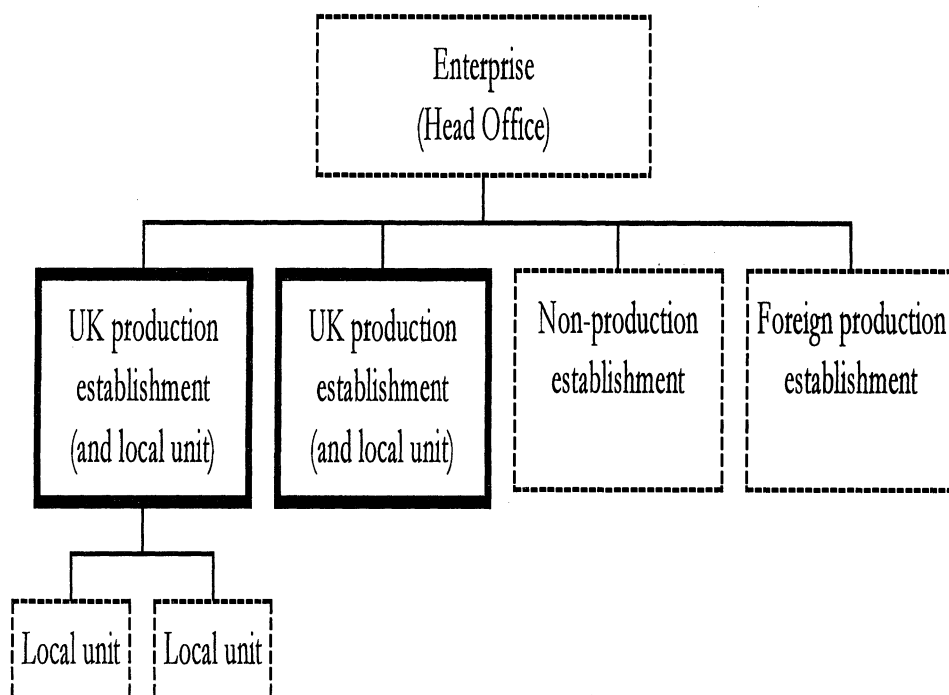 Enterprise
(Head Office)
UK production
establishment
(and local unit)
UK production
establishment
(and local unit)
Non-production
establishment
Foreign production
establishment
Local unit
Local unit